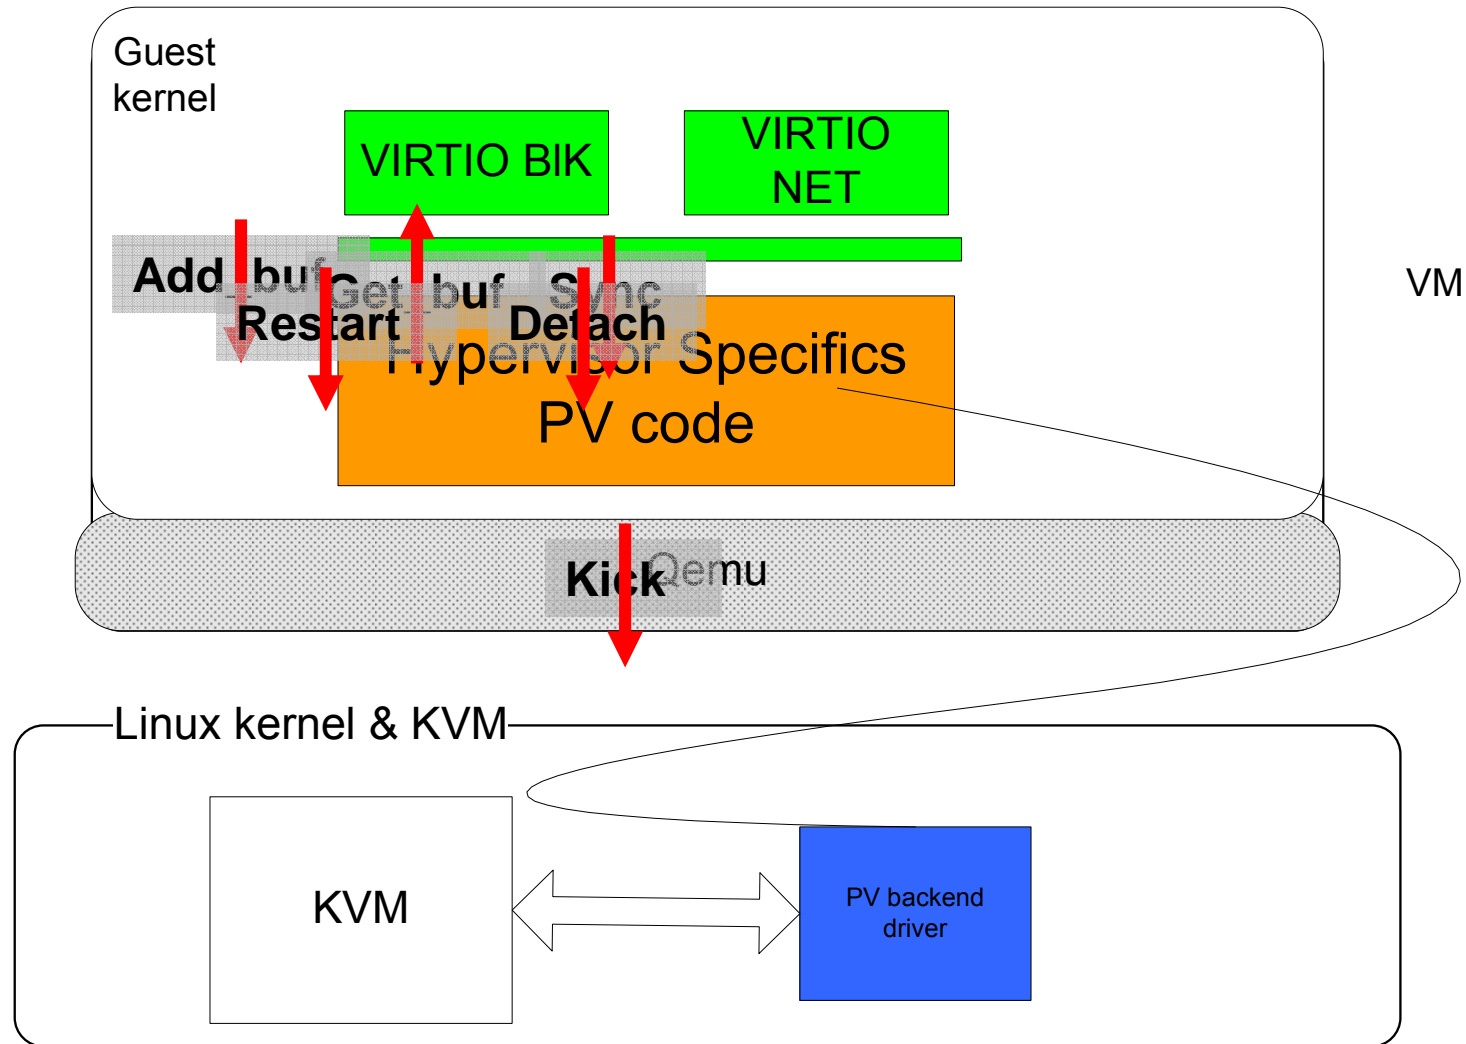 Guest
kernel
VIRTIO BIK
VIRTIO
NET
Add_buf
Get_buf
Sync
Restart
Detach
VM
Hypervisor Specifics
PV code
Kick
Qemu
Linux kernel & KVM
KVM
PV backend
driver